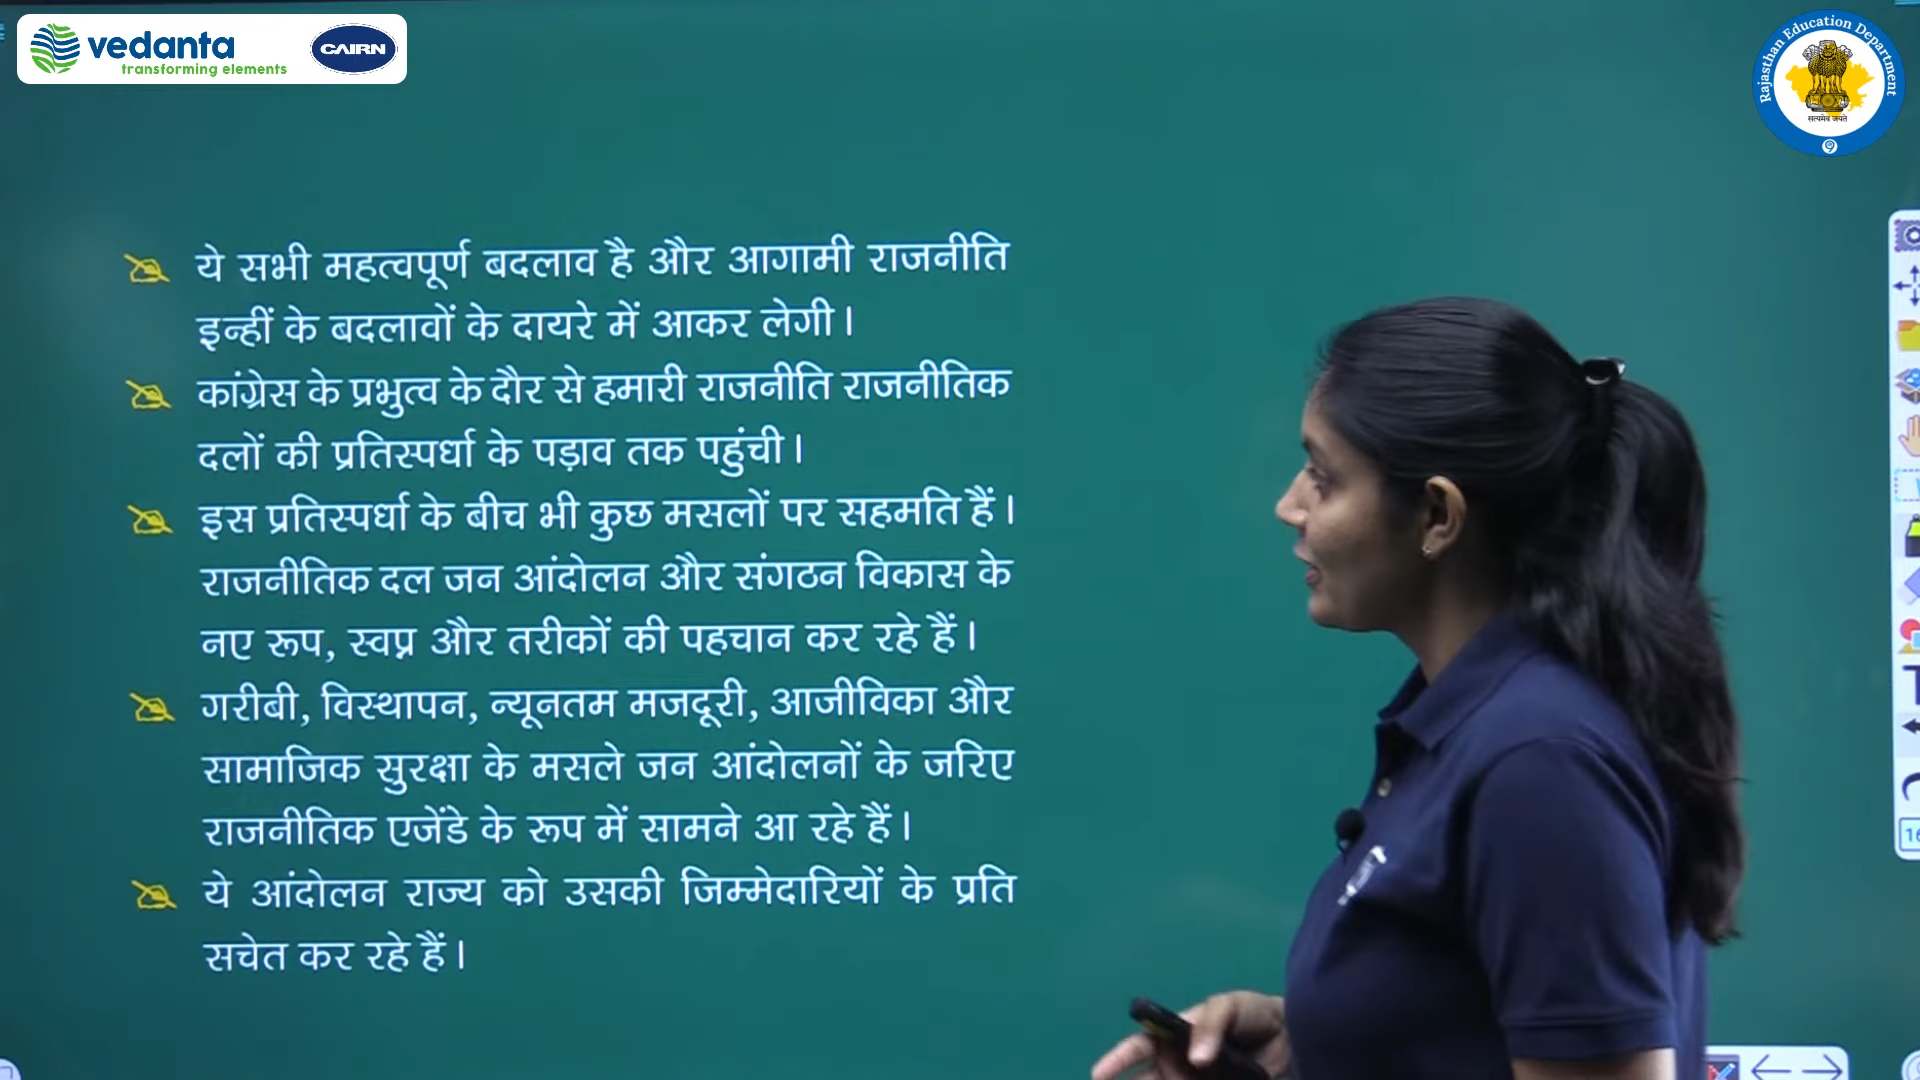 vedanta
transforming elements
CAIRN
Rajasthan Education Department
सत्यमेव जयते
ये सभी महत्वपूर्ण बदलाव है और आगामी राजनीति
इन्हीं के बदलावों के दायरे में आकर लेगी।
कांग्रेस के प्रभुत्व के दौर से हमारी राजनीति राजनीतिक
दलों की प्रतिस्पर्धा के पड़ाव तक पहुंची।
इस प्रतिस्पर्धा के बीच भी कुछ मसलों पर सहमति हैं।
राजनीतिक दल जन आंदोलन और संगठन विकास के
नए रूप, स्वप्न और तरीकों की पहचान कर रहे हैं।
गरीबी, विस्थापन, न्यूनतम मजदूरी, आजीविका और
सामाजिक सुरक्षा के मसले जन आंदोलनों के जरिए
राजनीतिक एजेंडे के रूप में सामने आ रहे हैं।
ये आंदोलन राज्य को उसकी जिम्मेदारियों के प्रति
सचेत कर रहे हैं।